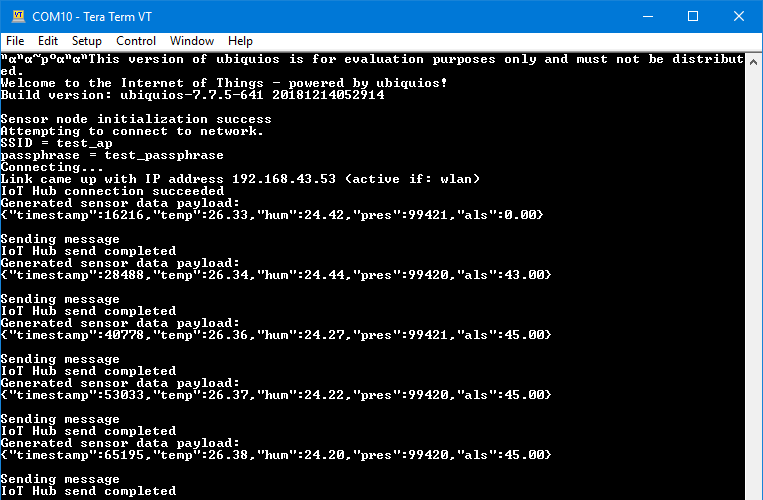 COM10 - Tera Term VT
File Edit Setup Control Window Help
ⁿαⁿα~pºαⁿαⁿThis version of ubiquios is for evaluation purposes only and must not be distribut
ed.
Welcome to the Internet of Things - powered by ubiquios!
Build version: ubiquios-7.7.5-641 20181214052914
Sensor node initialization success
Attempting to connect to network.
SSID = test_ap
passphrase = test_passphrase
Connecting...
Link came up with IP address 192.168.43.53 (active if: wlan)
IoT Hub connection succeeded
Generated sensor data payload:
{"timestamp":16216,"temp":26.33,"hum":24.42,"pres":99421,"als":0.00}
Sending message
IoT Hub send completed
Generated sensor data payload:
{"timestamp":28488,"temp":26.34,"hum":24.44,"pres":99420,"als":43.00}
Sending message
IoT Hub send completed
Generated sensor data payload:
{"timestamp":40778,"temp":26.36,"hum":24.27,"pres":99421,"als":45.00}
Sending message
IoT Hub send completed
Generated sensor data payload:
{"timestamp":53033,"temp":26.37,"hum":24.22,"pres":99420,"als":45.00}
Sending message
IoT Hub send completed
Generated sensor data payload:
{"timestamp":65195,"temp":26.38,"hum":24.20,"pres":99420,"als":45.00}
Sending message
IoT Hub send completed